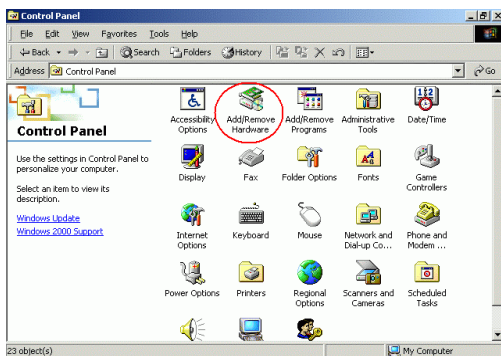 Control Panel
File Edit View Favorites Tools Help
Back Search Folders History
Address Control Panel Go
Control Panel
Use the settings in Control Panel to
personalize your computer.
Select an item to view its
description.
Windows Update
Windows 2000 Support
Accessibility
Options
Add/Remove
Hardware
Add/Remove
Programs
Administrative
Tools
Date/Time
Display
Fax
Folder Options
Fonts
Game
Controllers
Internet
Options
Keyboard
Mouse
Network and
Dial-up Co...
Phone and
Modem ...
Power Options
Printers
Regional
Options
Scanners and
Cameras
Scheduled
Tasks
23 object(s) My Computer